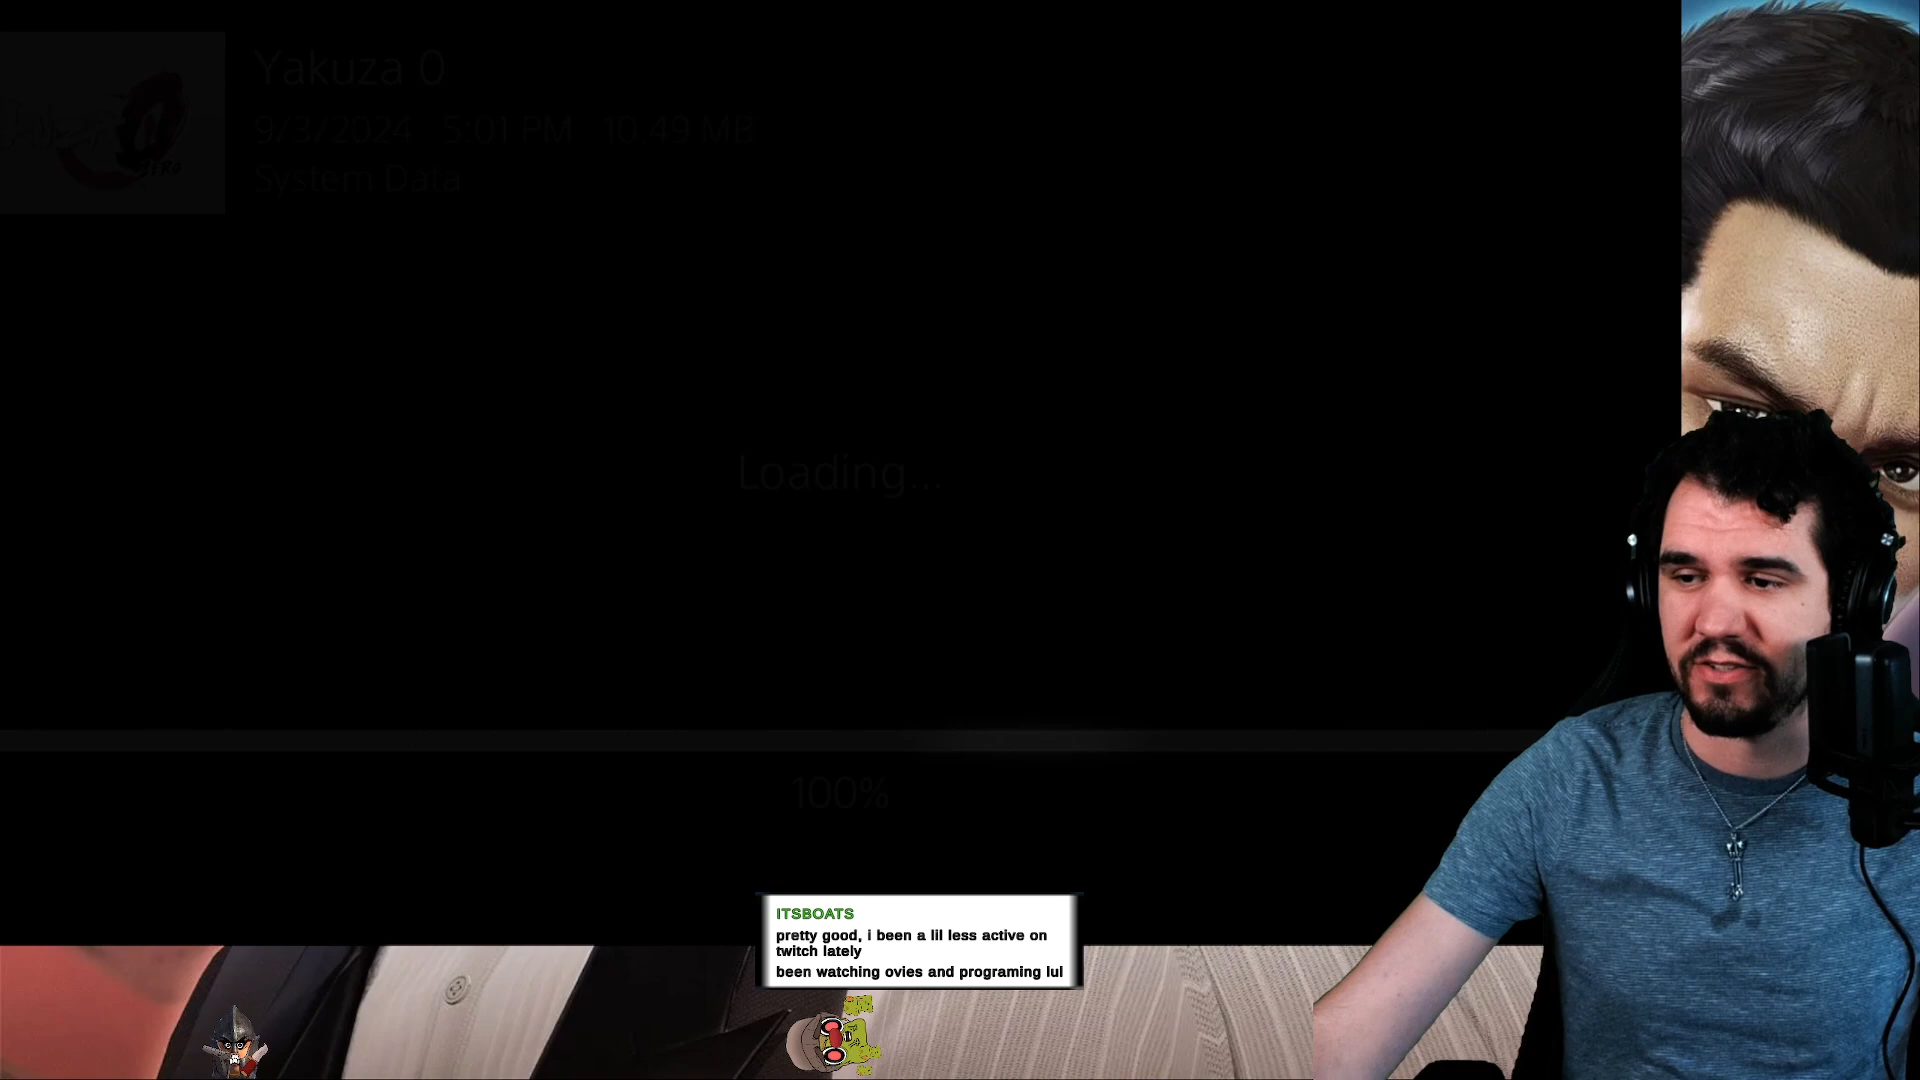 Yakuza 0
9/3/2024 5:01 PM 10.49 MB
System Data
Loading...
100%
ITSBOATS
pretty good, i been a lil less active on
twitch lately
been watching ovies and programing lul